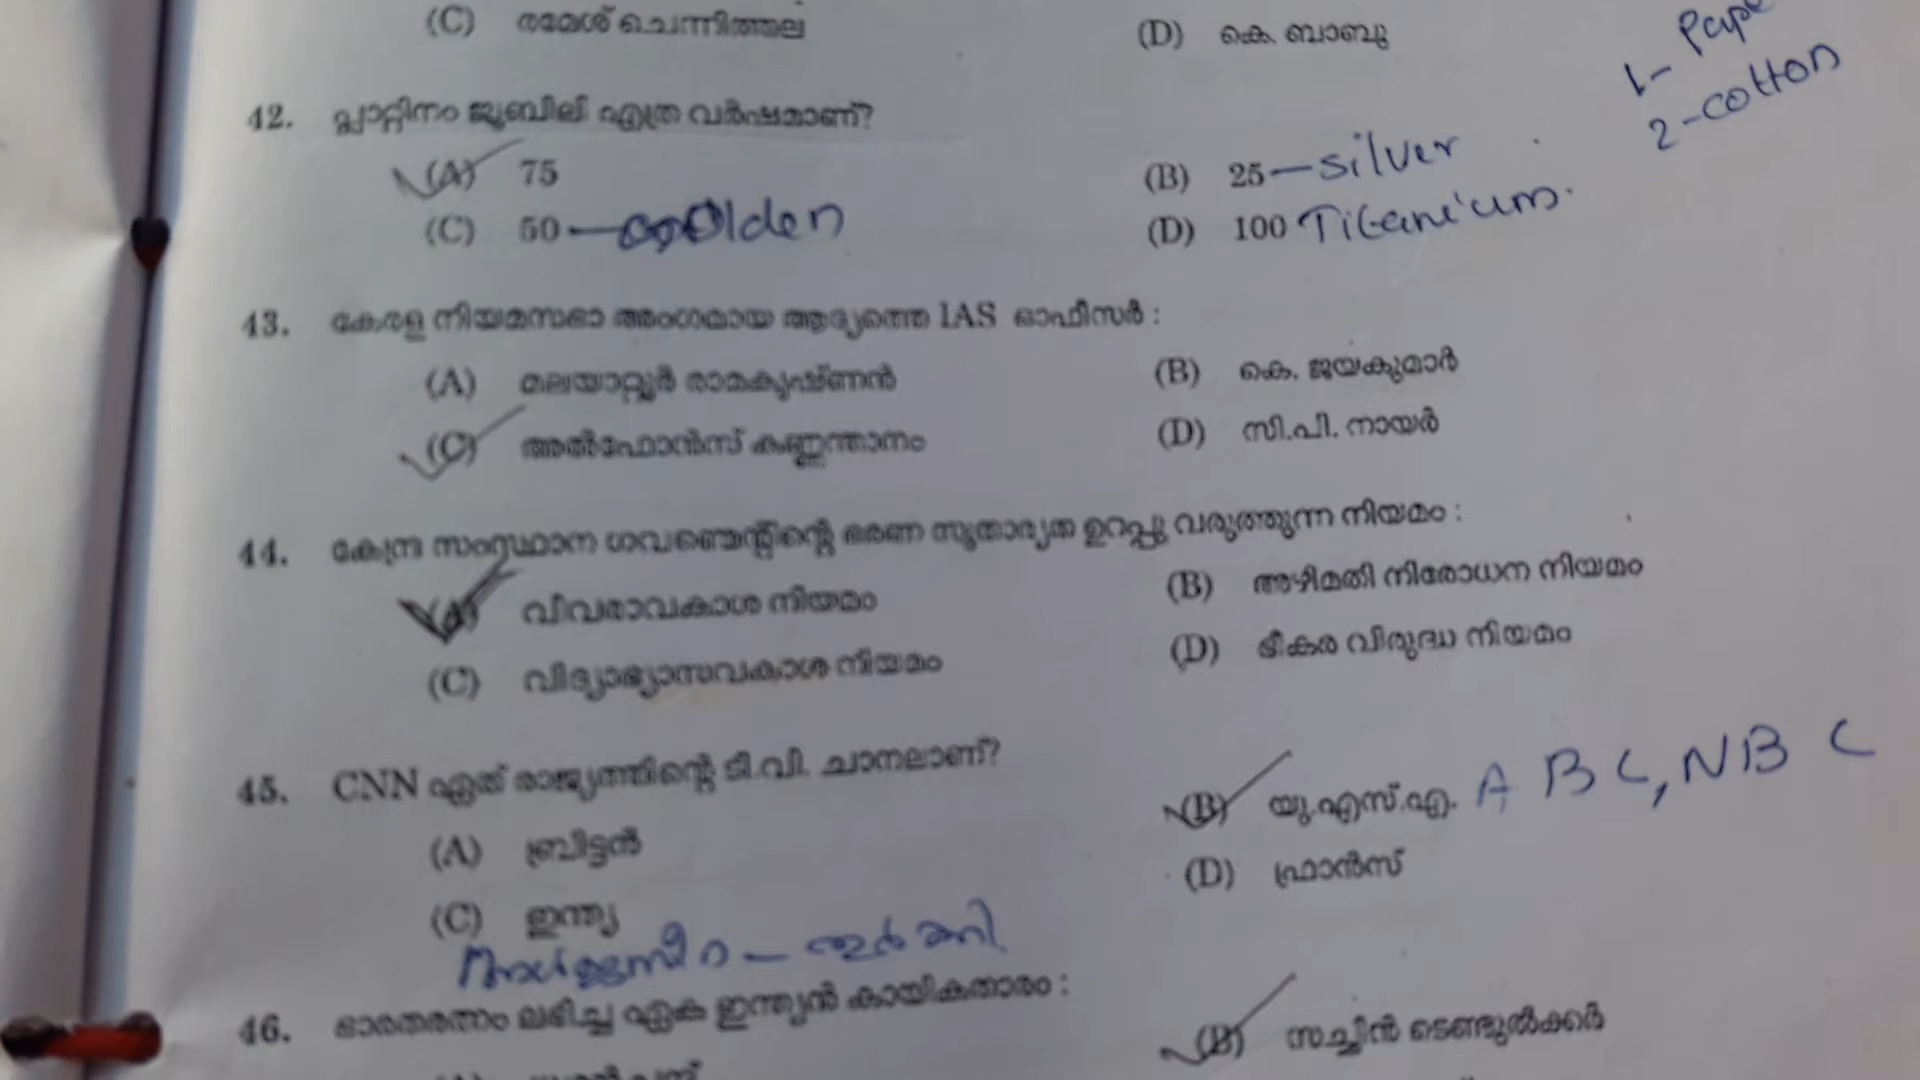 (C) രമേശ് ചെന്നിത്തല (D) കെ. ബാബു
1- Pape
2-cotton
42. പ്ലാറ്റിനം ജൂബിലി എത്ര വർഷമാണ്?
(A) 75 (B) 25—silver
(C) 50—Golden (D) 100 Titanium.
43. കേരള നിയമസഭാ അംഗമായ ആദ്യത്തെ IAS ഓഫീസർ :
(A) മലയാറ്റൂർ രാമകൃഷ്ണൻ (B) കെ. ജയകുമാർ
(C) അൽഫോൻസ് കണ്ണന്താനം (D) സി.പി. നായർ
44. കേന്ദ്ര സംസ്ഥാന ഗവണ്മെന്റിന്റെ ഭരണ സുതാര്യത ഉറപ്പു വരുത്തുന്ന നിയമം :
(A) വിവരാവകാശ നിയമം (B) അഴിമതി നിരോധന നിയമം
(C) വിദ്യാഭ്യാസവകാശ നിയമം (D) ഭീകര വിരുദ്ധ നിയമം
45. CNN ഏത് രാജ്യത്തിന്റെ ടി.വി. ചാനലാണ്?
(A) ബ്രിട്ടൻ (B) യു.എസ്.എ. A B C, N B C
(C) ഇന്ത്യ (D) ഫ്രാൻസ്
46. ഭാരതരത്നം ലഭിച്ച ഏക ഇന്ത്യൻ കായികതാരം :
(B) സച്ചിൻ ടെണ്ടുൽക്കർ